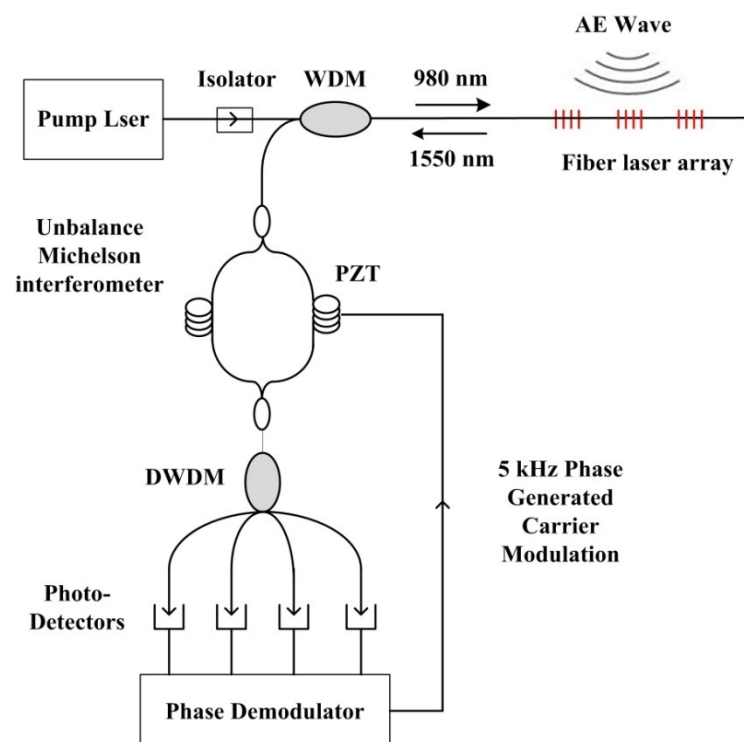 AE Wave
Isolator
WDM
980 nm
Pump Lser
1550 nm
Fiber laser array
Unbalance
Michelson
interferometer
PZT
DWDM
5 kHz Phase
Generated
Carrier
Modulation
Photo-
Detectors
Phase Demodulator